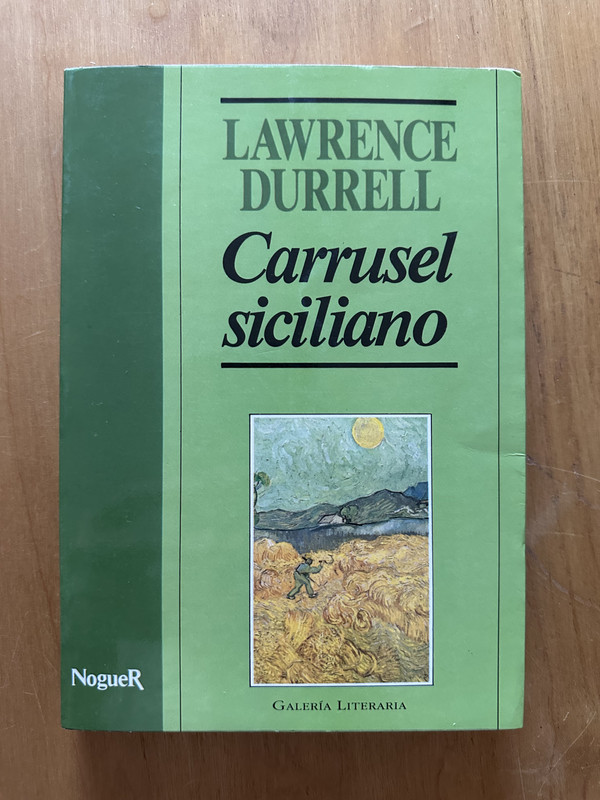 LAWRENCE
DURRELL
Carrusel
siciliano
NogueR
GALERÍA LITERARIA